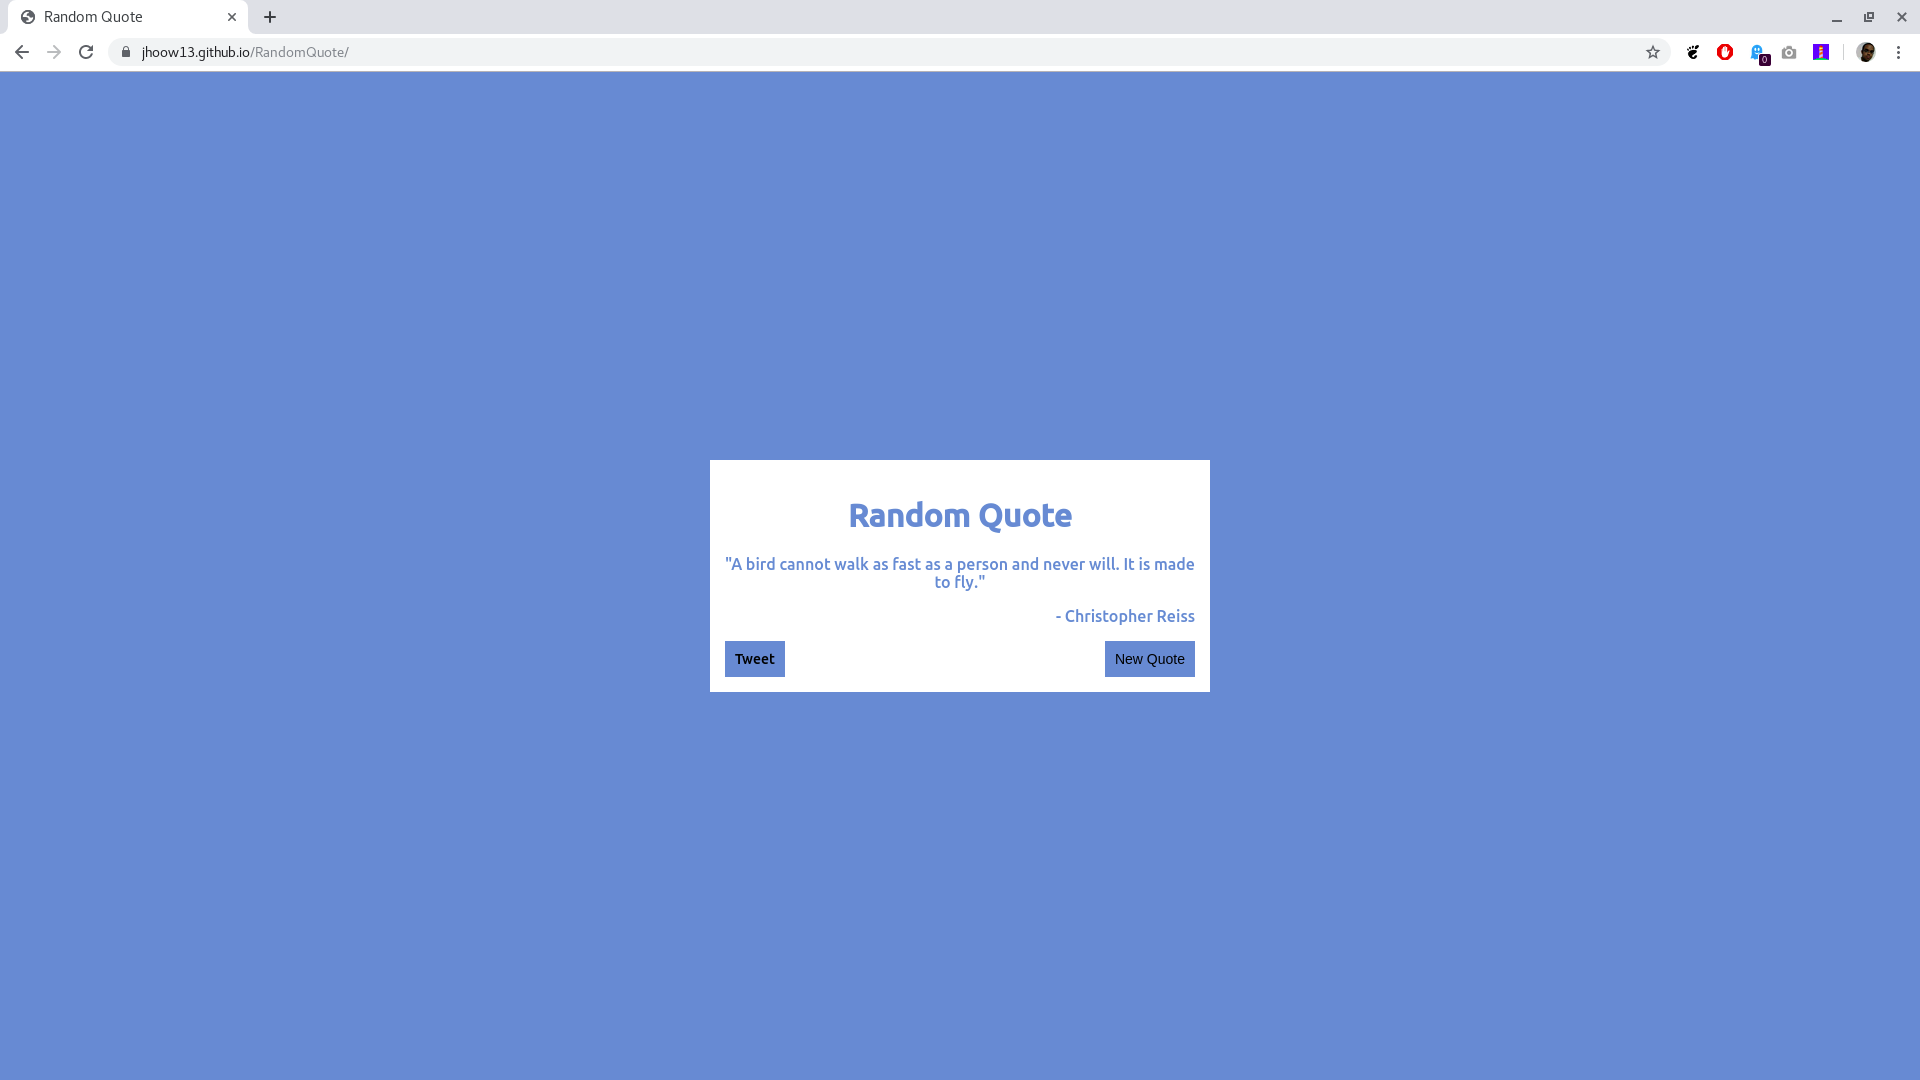 Random Quote
jhoow13.github.io/RandomQuote/
0
Random Quote
"A bird cannot walk as fast as a person and never will. It is made
to fly."
- Christopher Reiss
Tweet
New Quote